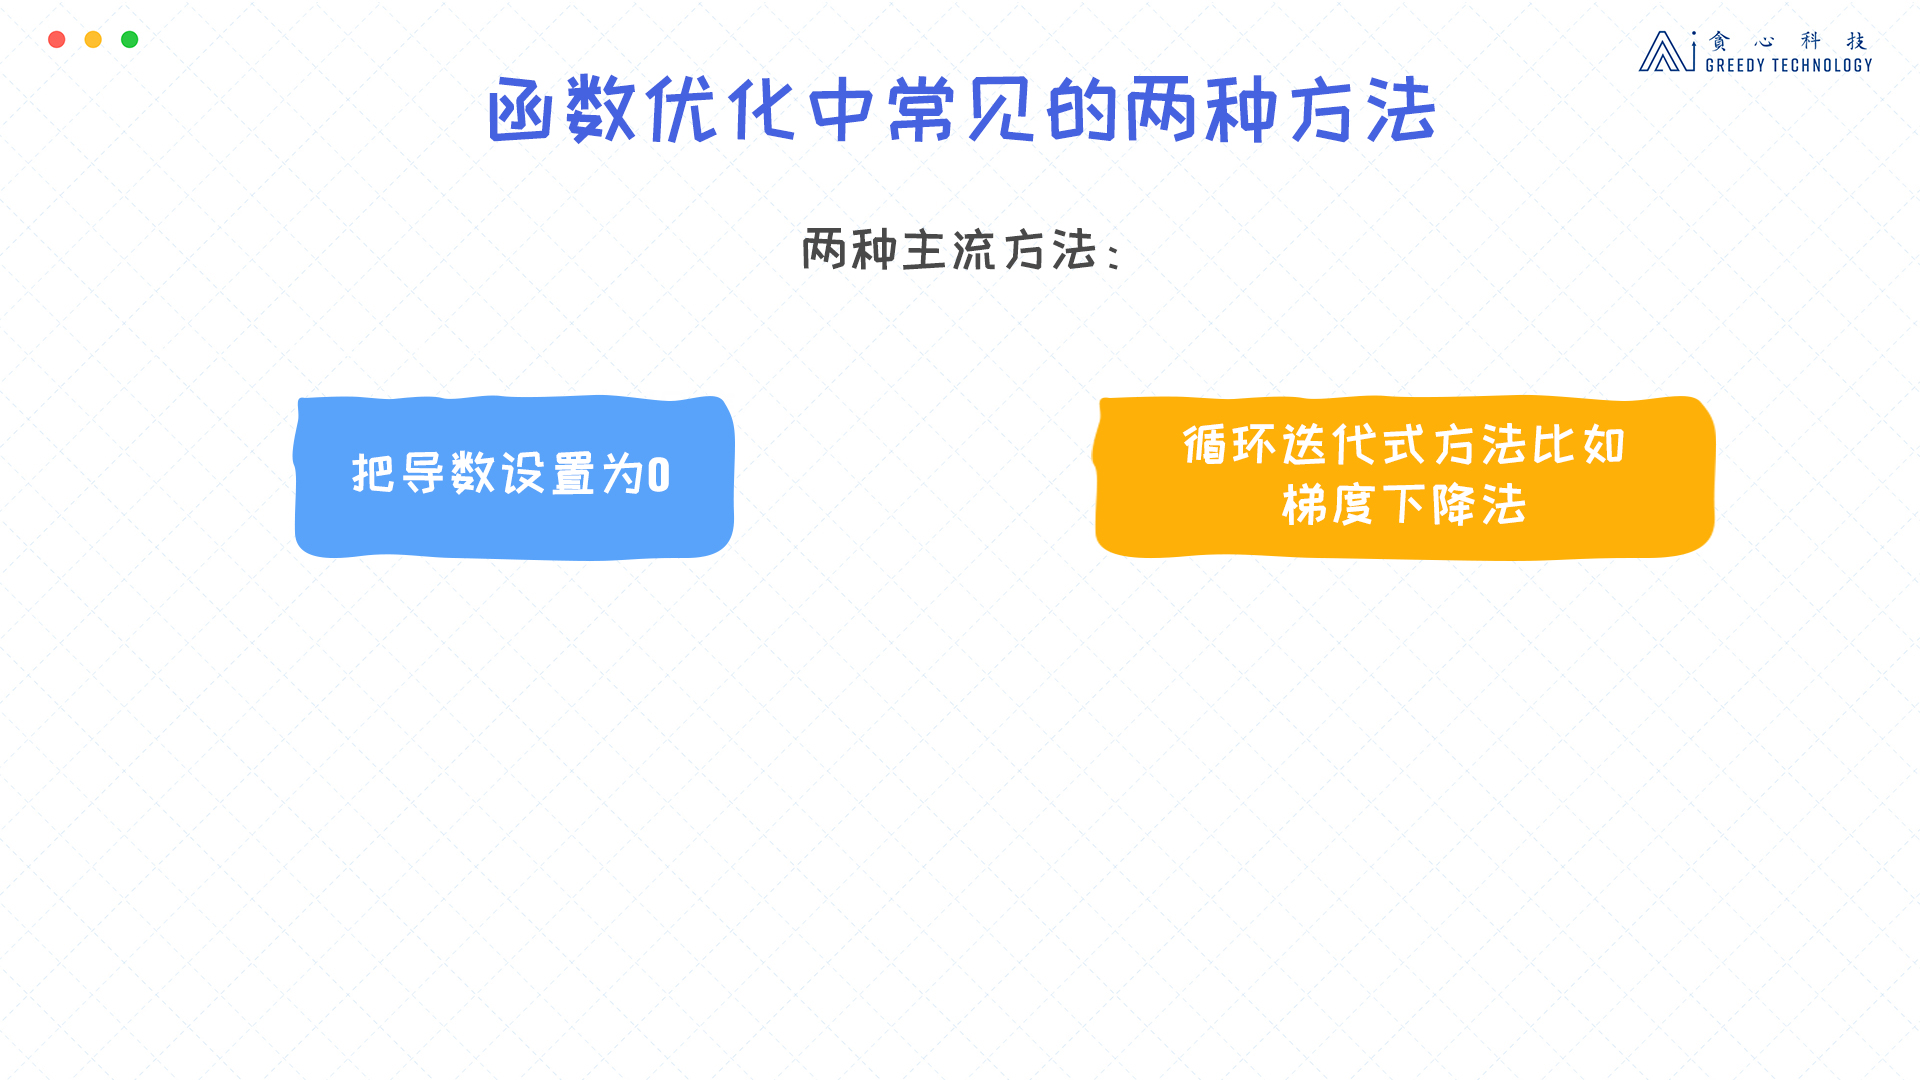 貪心科技
GREEDY TECHNOLOGY
函数优化中常见的两种方法
两种主流方法：
把导数设置为0
循环迭代式方法比如
梯度下降法